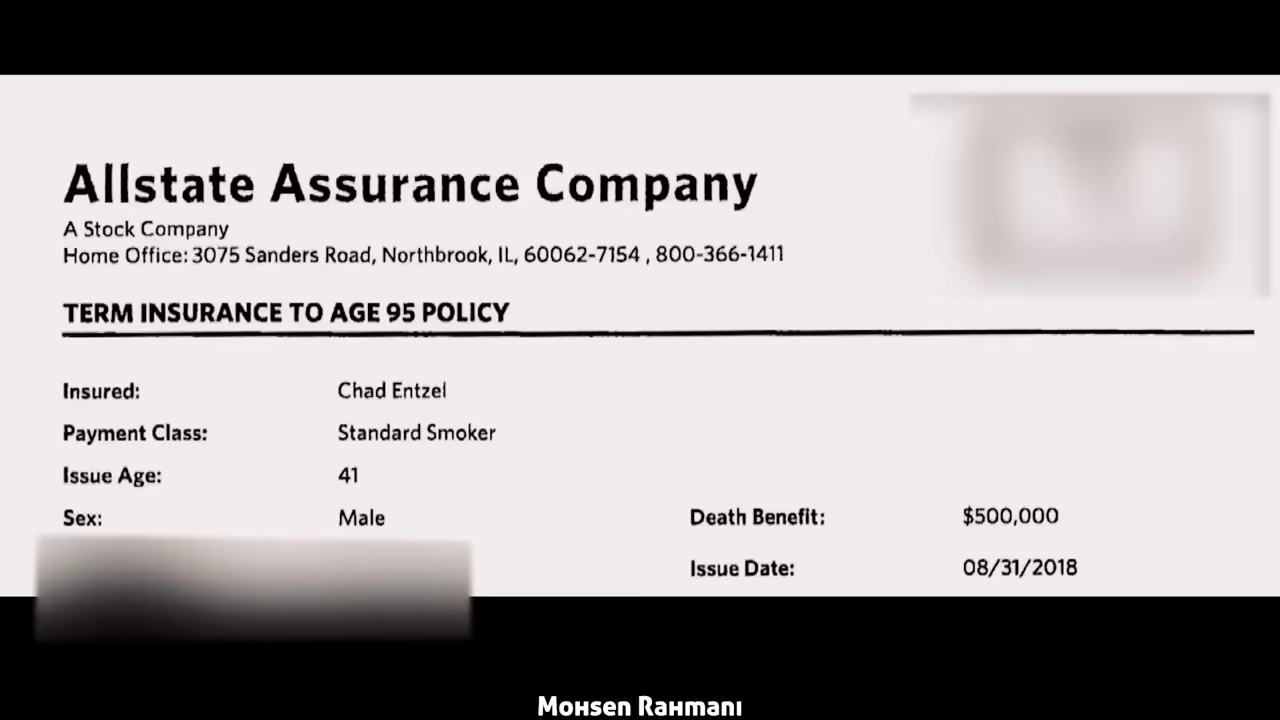 Allstate Assurance Company
A Stock Company
Home Office: 3075 Sanders Road, Northbrook, IL, 60062-7154 , 800-366-1411
TERM INSURANCE TO AGE 95 POLICY
Insured: Chad Entzel
Payment Class: Standard Smoker
Issue Age: 41
Sex: Male Death Benefit: $500,000
Issue Date: 08/31/2018
Mohsen Rahmani